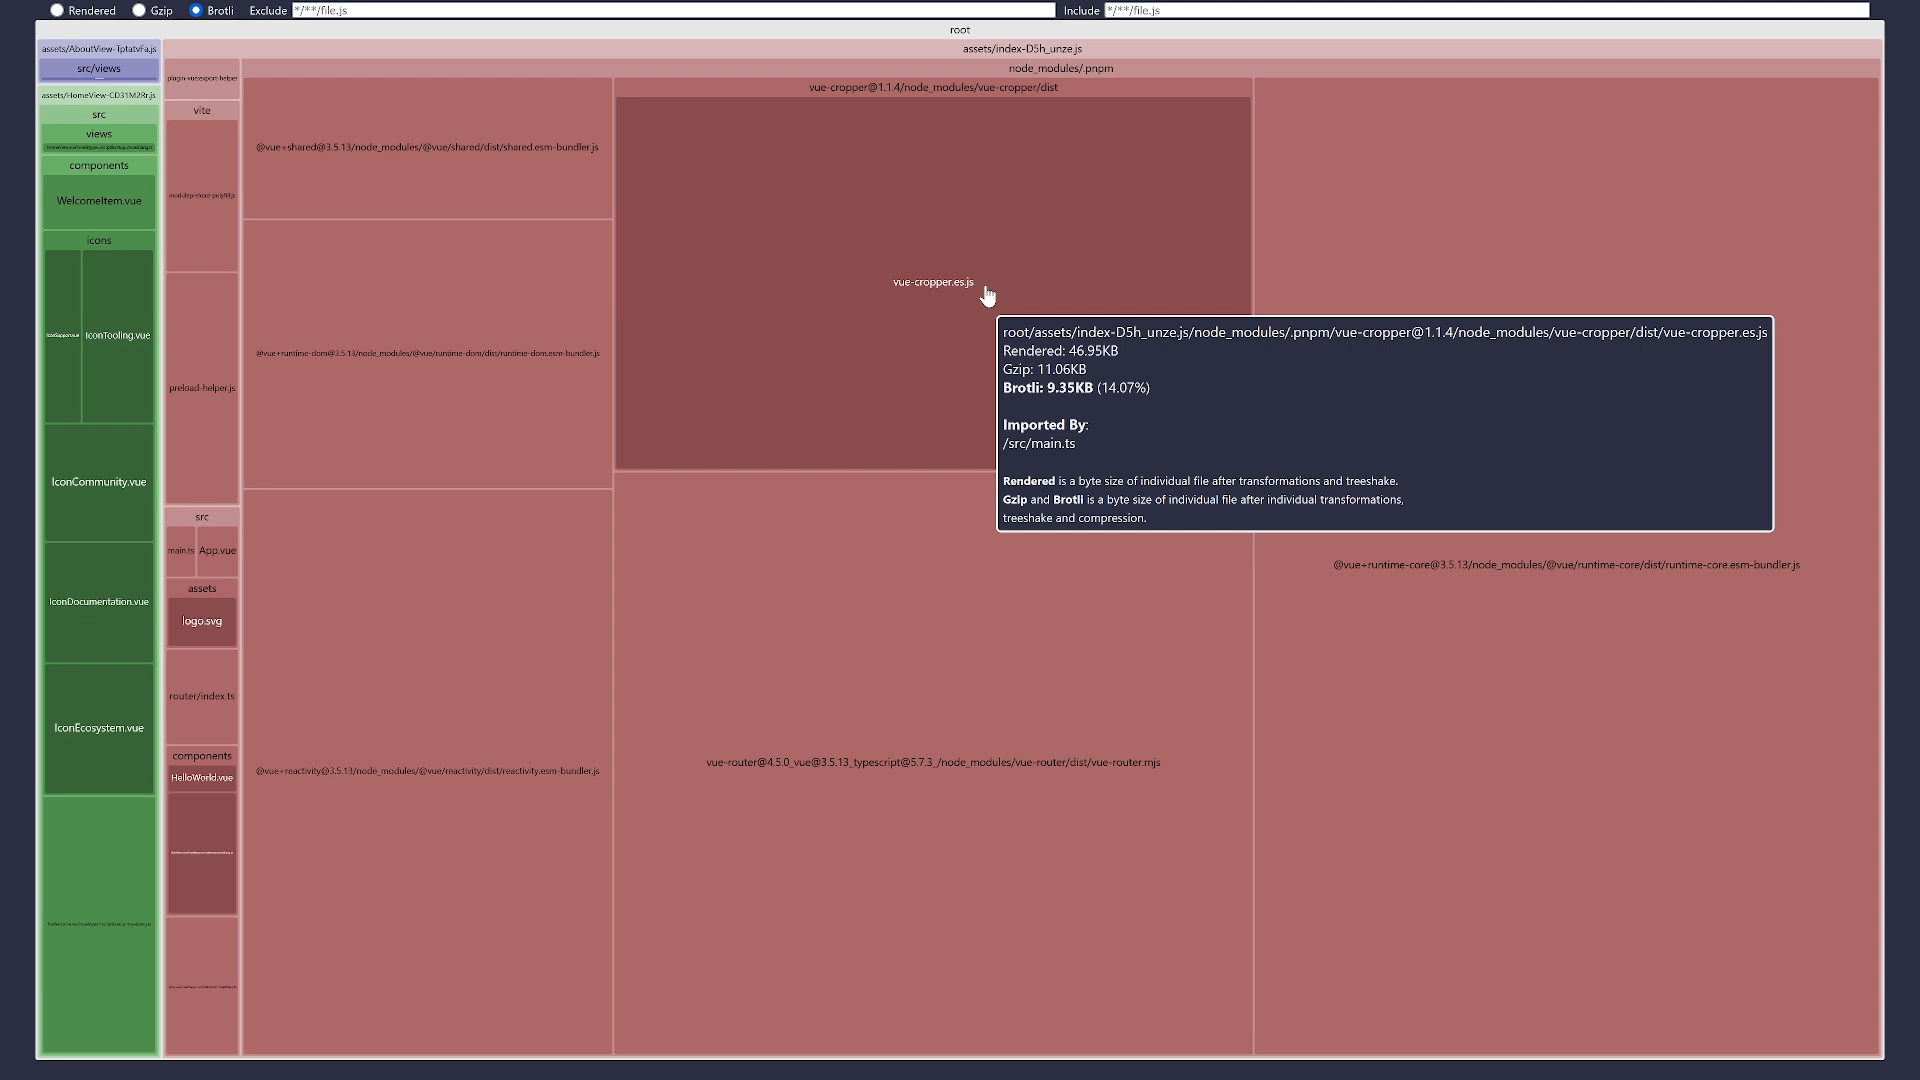 Rendered Gzip Brotli Exclude */**/file.js Include */**/file.js
root
assets/AboutView-TptatvFa.js
src/views
assets/HomeView-CD31M2Rr.js
src
views
components
WelcomeItem.vue
icons
IconSupport.vue
IconTooling.vue
IconCommunity.vue
IconDocumentation.vue
IconEcosystem.vue
assets/index-D5h_unze.js
plugin-vue:export-helper
vite
modulepreload-polyfill.js
preload-helper.js
src
main.ts
App.vue
assets
logo.svg
router/index.ts
components
HelloWorld.vue
node_modules/.pnpm
@vue+shared@3.5.13/node_modules/@vue/shared/dist/shared.esm-bundler.js
@vue+runtime-dom@3.5.13/node_modules/@vue/runtime-dom/dist/runtime-dom.esm-bundler.js
@vue+reactivity@3.5.13/node_modules/@vue/reactivity/dist/reactivity.esm-bundler.js
vue-cropper@1.1.4/node_modules/vue-cropper/dist
vue-cropper.es.js
vue-router@4.5.0_vue@3.5.13_typescript@5.7.3_/node_modules/vue-router/dist/vue-router.mjs
@vue+runtime-core@3.5.13/node_modules/@vue/runtime-core/dist/runtime-core.esm-bundler.js
root/assets/index-D5h_unze.js/node_modules/.pnpm/vue-cropper@1.1.4/node_modules/vue-cropper/dist/vue-cropper.es.js
Rendered: 46.95KB
Gzip: 11.06KB
Brotli: 9.35KB (14.07%)
Imported By:
/src/main.ts
Rendered is a byte size of individual file after transformations and treeshake.
Gzip and Brotli is a byte size of individual file after individual transformations,
treeshake and compression.